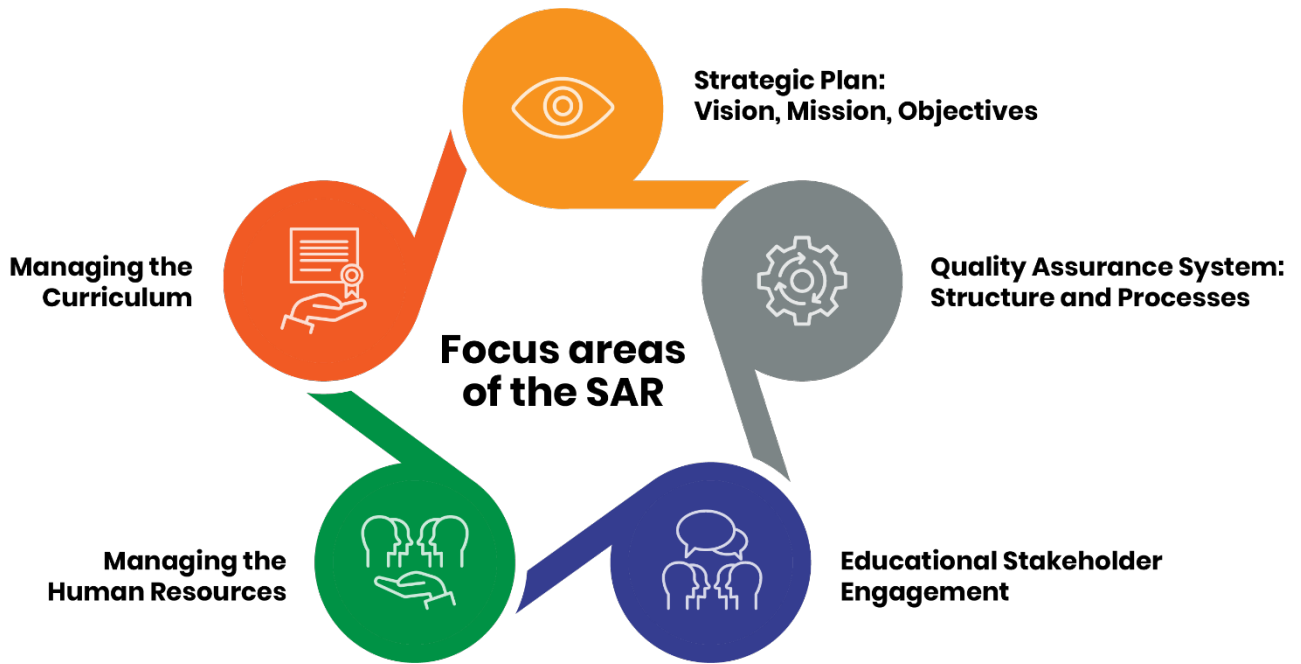 Strategic Plan:
Vision, Mission, Objectives
Quality Assurance System:
Structure and Processes
Educational Stakeholder
Engagement
Managing the
Human Resources
Managing the
Curriculum
Focus areas
of the SAR